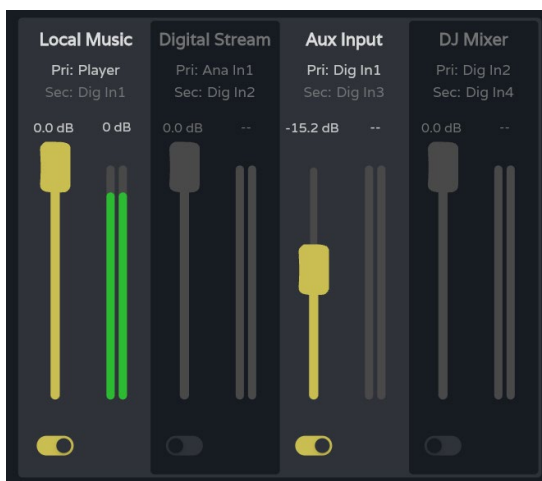 Local Music Digital Stream Aux Input DJ Mixer
Pri: Player Pri: Ana In1 Pri: Dig In1 Pri: Dig In2
Sec: Dig In1 Sec: Dig In2 Sec: Dig In3 Sec: Dig In4
0.0 dB 0 dB 0.0 dB -- -15.2 dB -- 0.0 dB --